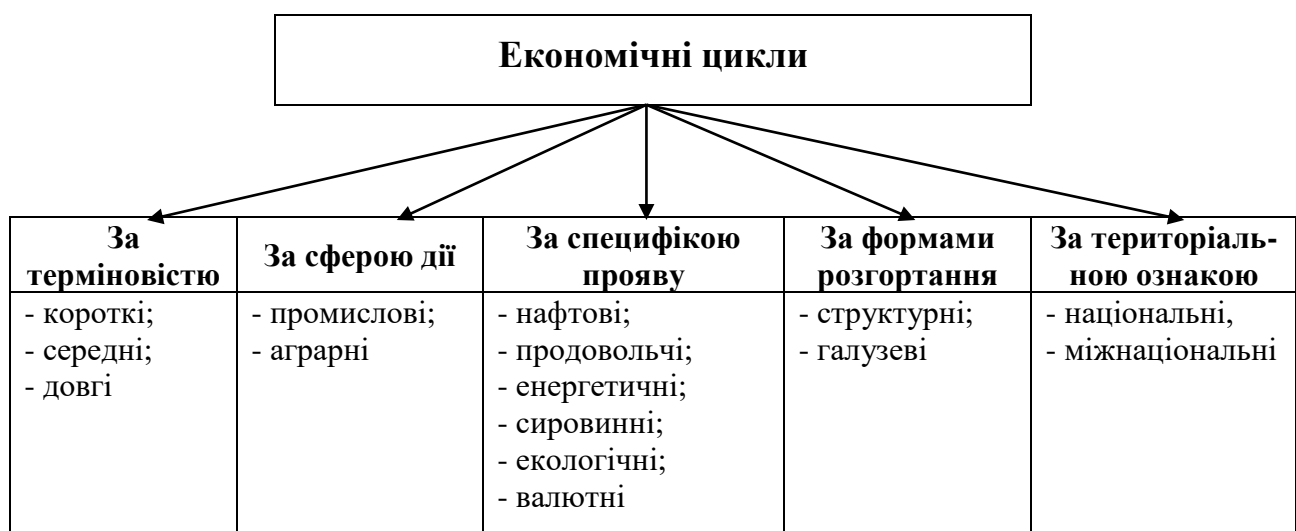 Економічні цикли
За
терміновістю
- короткі;
- середні;
- довгі
За сферою дії
- промислові;
- аграрні
За специфікою
прояву
- нафтові;
- продовольчі;
- енергетичні;
- сировинні;
- екологічні;
- валютні
За формами
розгортання
- структурні;
- галузеві
За територіаль-
ною ознакою
- національні,
- міжнаціональні